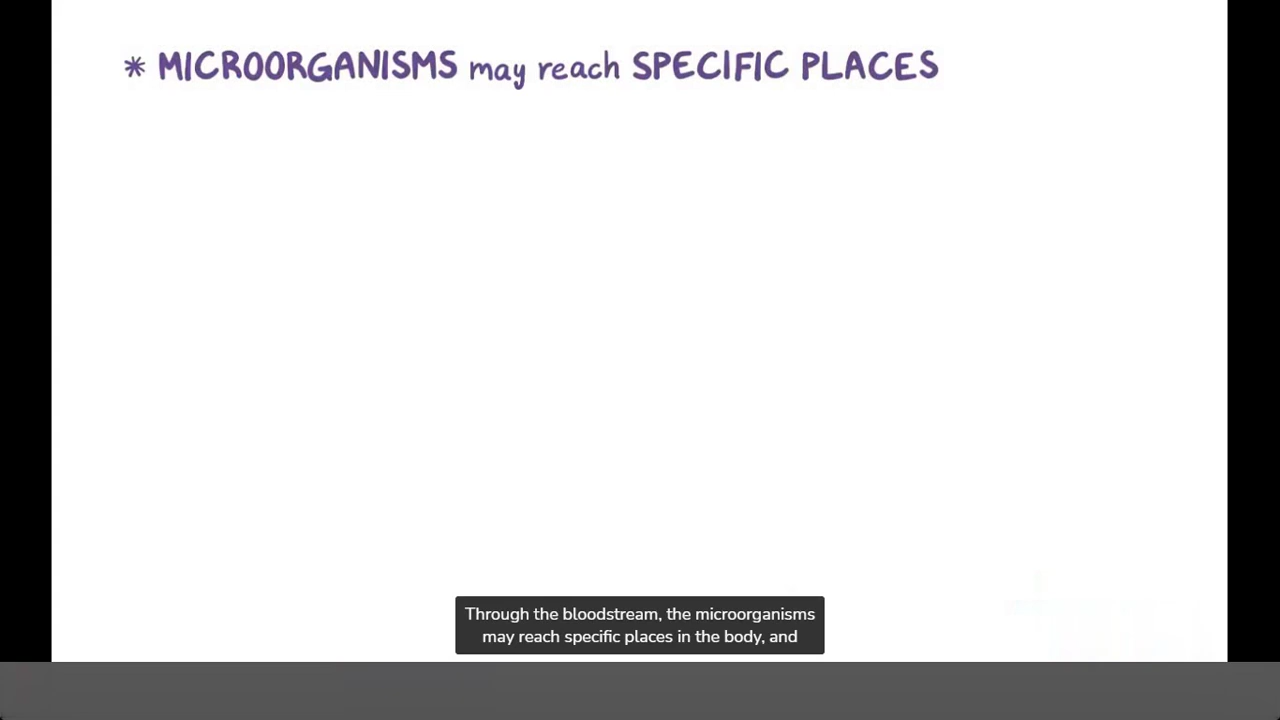 * MICROORGANISMS may reach SPECIFIC PLACES
Through the bloodstream, the microorganisms
may reach specific places in the body, and